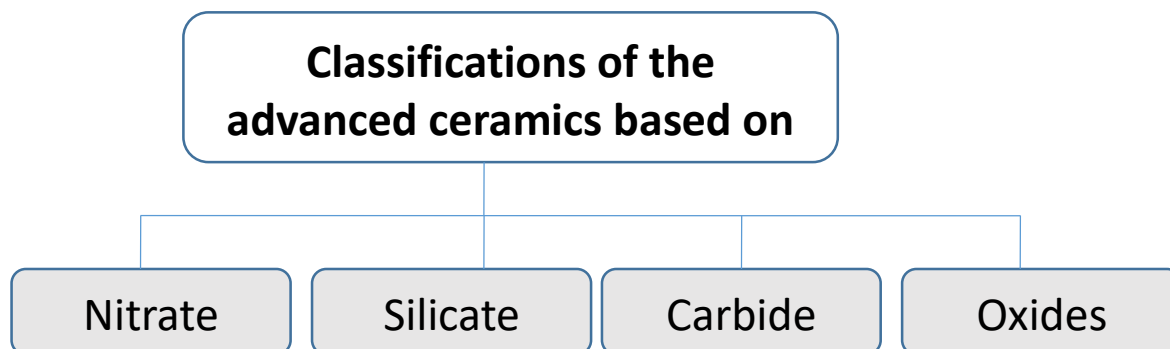 Classifications of the
advanced ceramics based on
Nitrate
Silicate
Carbide
Oxides